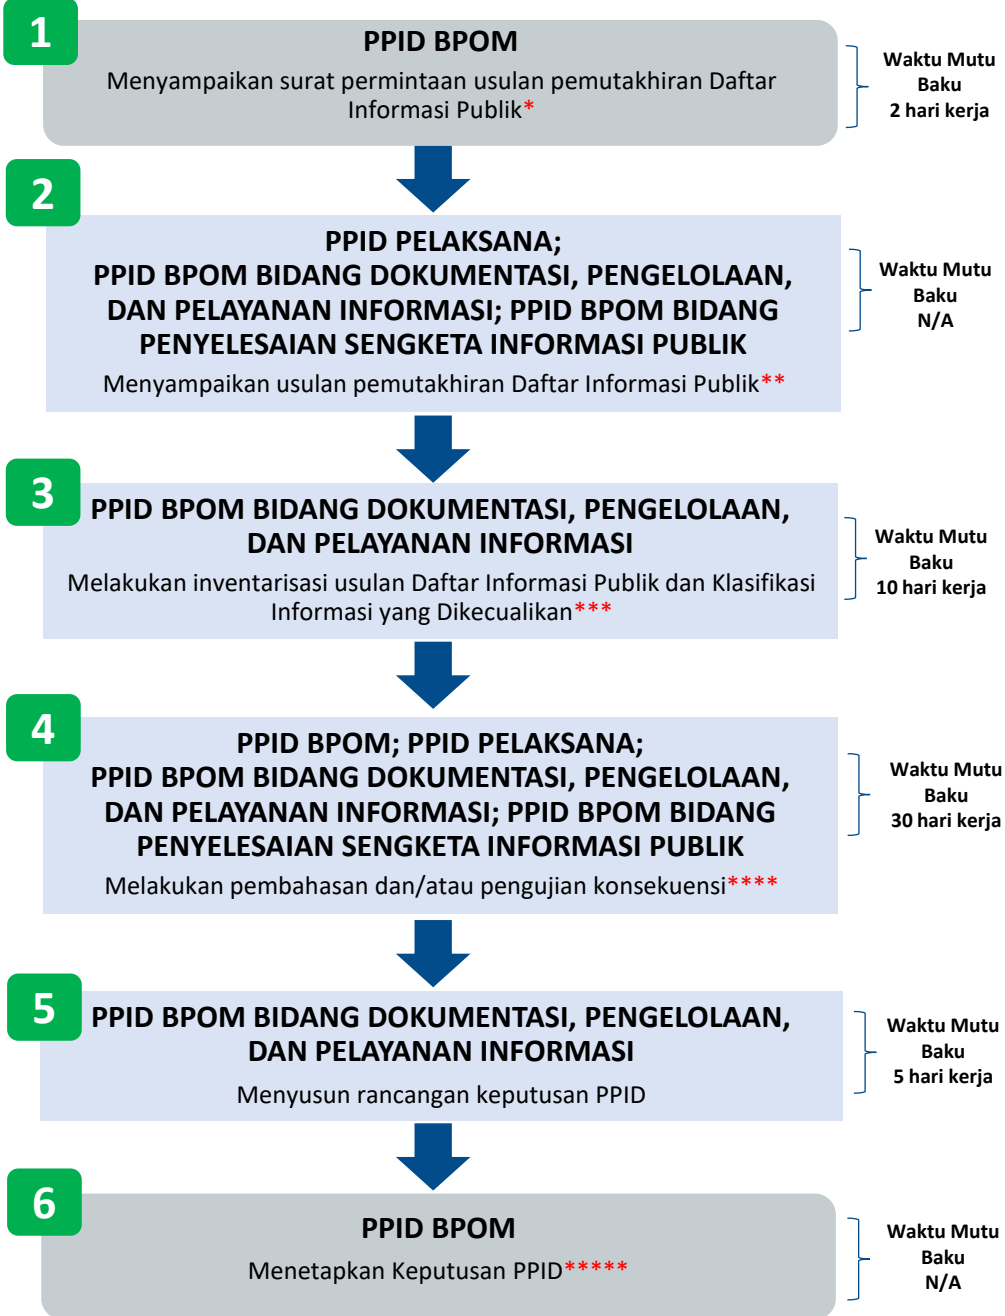 1
PPID BPOM
Menyampaikan surat permintaan usulan pemutakhiran Daftar
Informasi Publik*
Waktu Mutu
Baku
2 hari kerja
2
PPID PELAKSANA;
PPID BPOM BIDANG DOKUMENTASI, PENGELOLAAN,
DAN PELAYANAN INFORMASI; PPID BPOM BIDANG
PENYELESAIAN SENGKETA INFORMASI PUBLIK
Menyampaikan usulan pemutakhiran Daftar Informasi Publik**
Waktu Mutu
Baku
N/A
3
PPID BPOM BIDANG DOKUMENTASI, PENGELOLAAN,
DAN PELAYANAN INFORMASI
Melakukan inventarisasi usulan Daftar Informasi Publik dan Klasifikasi
Informasi yang Dikecualikan***
Waktu Mutu
Baku
10 hari kerja
4
PPID BPOM; PPID PELAKSANA;
PPID BPOM BIDANG DOKUMENTASI, PENGELOLAAN,
DAN PELAYANAN INFORMASI; PPID BPOM BIDANG
PENYELESAIAN SENGKETA INFORMASI PUBLIK
Melakukan pembahasan dan/atau pengujian konsekuensi****
Waktu Mutu
Baku
30 hari kerja
5
PPID BPOM BIDANG DOKUMENTASI, PENGELOLAAN,
DAN PELAYANAN INFORMASI
Menyusun rancangan keputusan PPID
Waktu Mutu
Baku
5 hari kerja
6
PPID BPOM
Menetapkan Keputusan PPID*****
Waktu Mutu
Baku
N/A